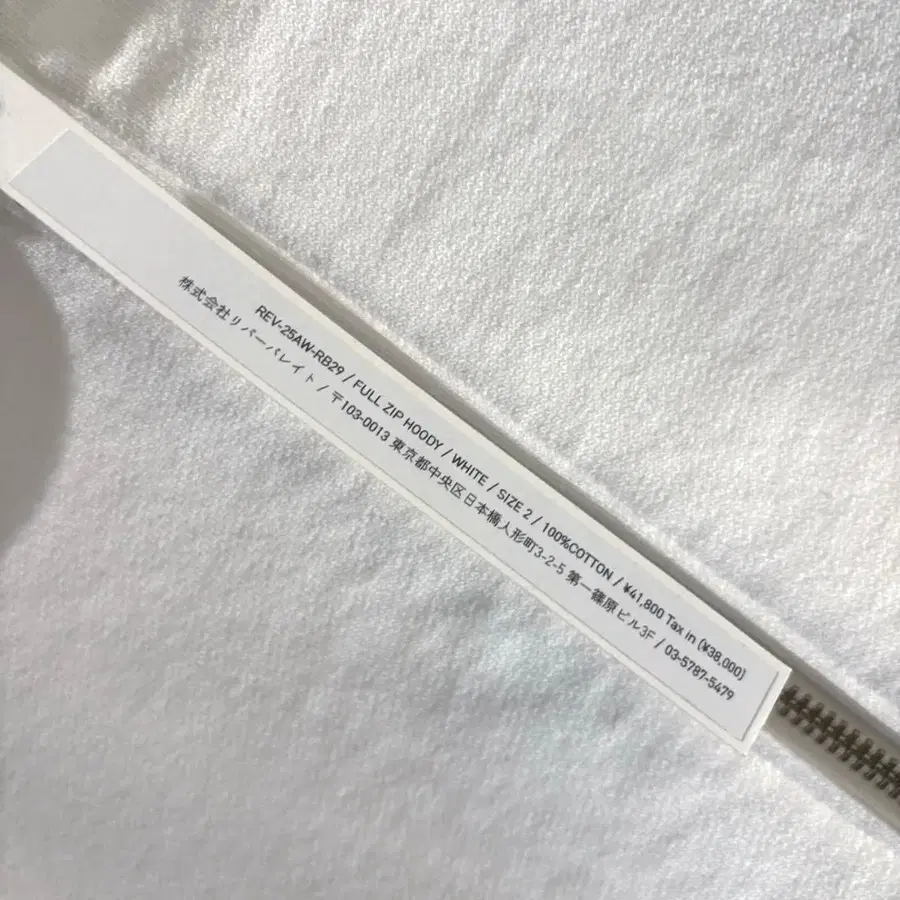 REV-25AW-RB29 / FULL ZIP HOODY / WHITE / SIZE 2 / 100%COTTON / ¥41,800 Tax in (¥38,000)
株式会社リバーバレイト / 〒103-0013 東京都中央区日本橋人形町3-2-5 第一篠原ビル3F / 03-5787-5479